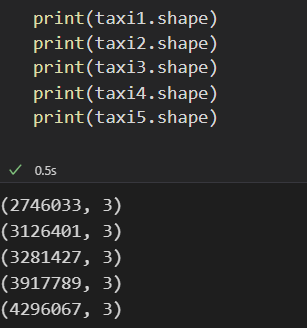 print(taxi1.shape)
print(taxi2.shape)
print(taxi3.shape)
print(taxi4.shape)
print(taxi5.shape)
0.5s
(2746033, 3)
(3126401, 3)
(3281427, 3)
(3917789, 3)
(4296067, 3)